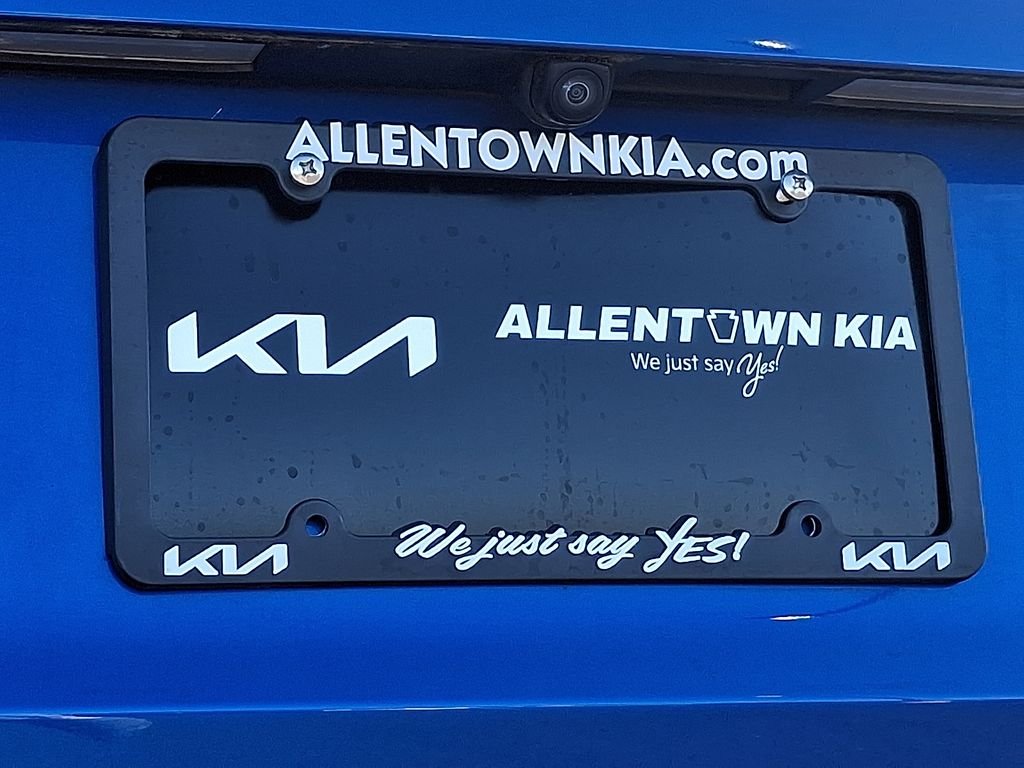 ALLENTOWNKIA.com
KIA
ALLENTOWN KIA
We just say Yes!
We just say YES!
KIA
KIA